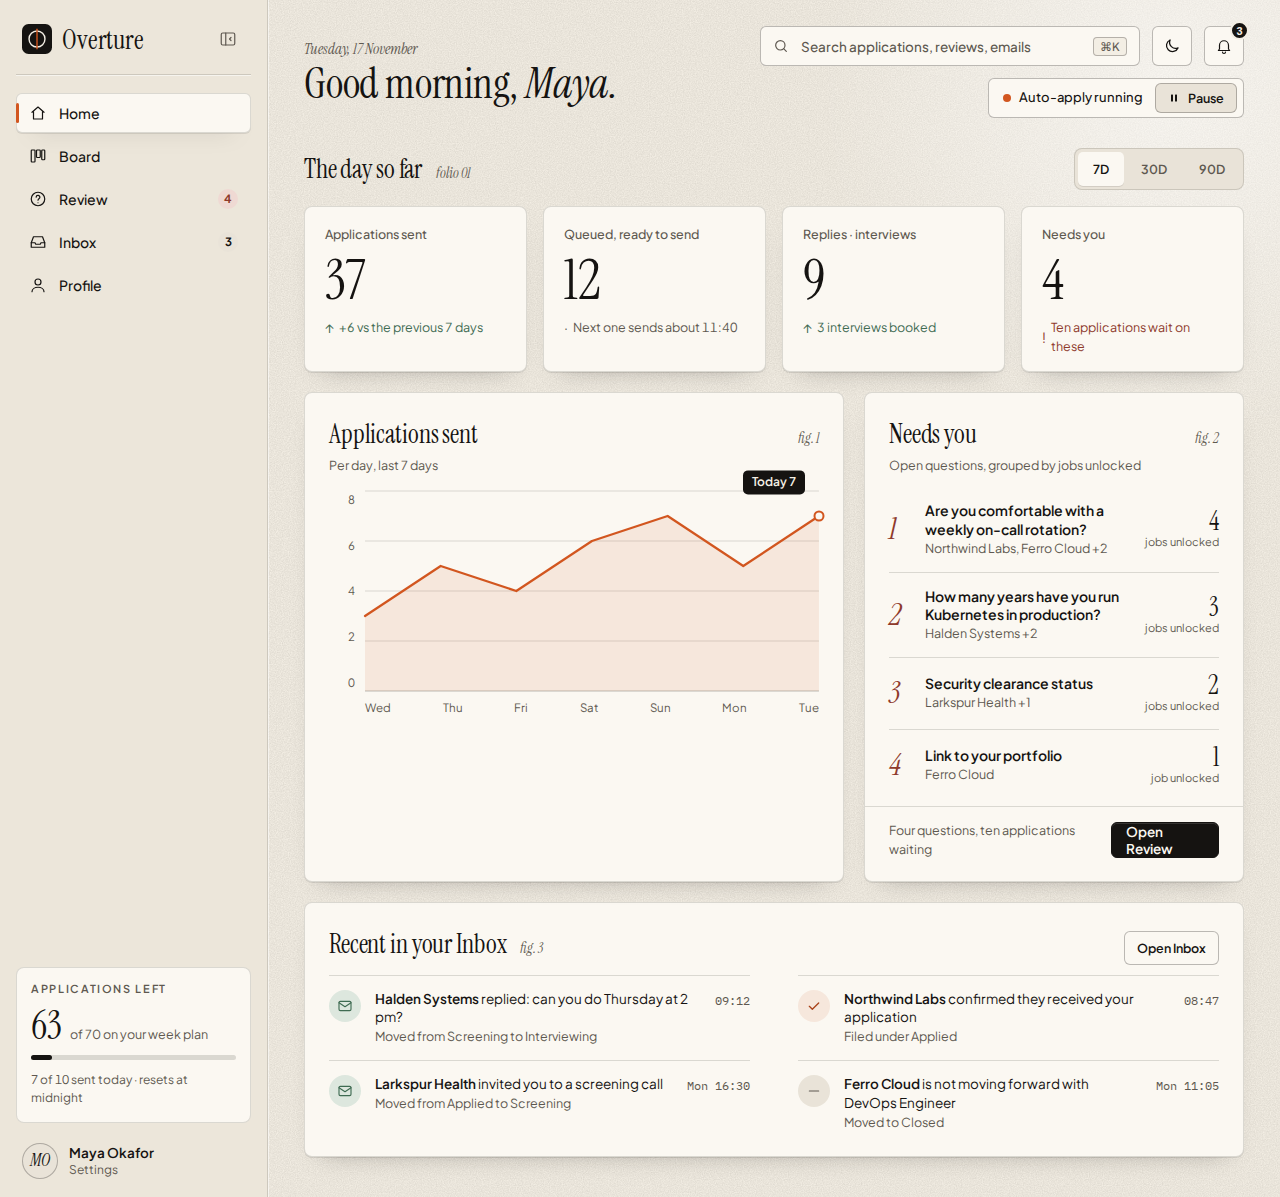 Overture
Home
Board
Review 4
Inbox 3
Profile
APPLICATIONS LEFT
63 of 70 on your week plan
7 of 10 sent today · resets at
midnight
MO
Maya Okafor
Settings
Tuesday, 17 November
Good morning, Maya.
Search applications, reviews, emails ⌘K
3
Auto-apply running
Pause
The day so far folio 01
7D 30D 90D
Applications sent
37
↑ +6 vs the previous 7 days
Queued, ready to send
12
· Next one sends about 11:40
Replies · interviews
9
↑ 3 interviews booked
Needs you
4
! Ten applications wait on
these
Applications sent fig. 1
Per day, last 7 days
Today 7
8
6
4
2
0
Wed Thu Fri Sat Sun Mon Tue
Needs you fig. 2
Open questions, grouped by jobs unlocked
1
Are you comfortable with a
weekly on-call rotation?
Northwind Labs, Ferro Cloud +2
4
jobs unlocked
2
How many years have you run
Kubernetes in production?
Halden Systems +2
3
jobs unlocked
3
Security clearance status
Larkspur Health +1
2
jobs unlocked
4
Link to your portfolio
Ferro Cloud
1
job unlocked
Four questions, ten applications
waiting
Open
Review
Recent in your Inbox fig. 3
Open Inbox
Halden Systems replied: can you do Thursday at 2
pm?
Moved from Screening to Interviewing
09:12
Northwind Labs confirmed they received your
application
Filed under Applied
08:47
Larkspur Health invited you to a screening call
Moved from Applied to Screening
Mon 16:30
Ferro Cloud is not moving forward with
DevOps Engineer
Moved to Closed
Mon 11:05